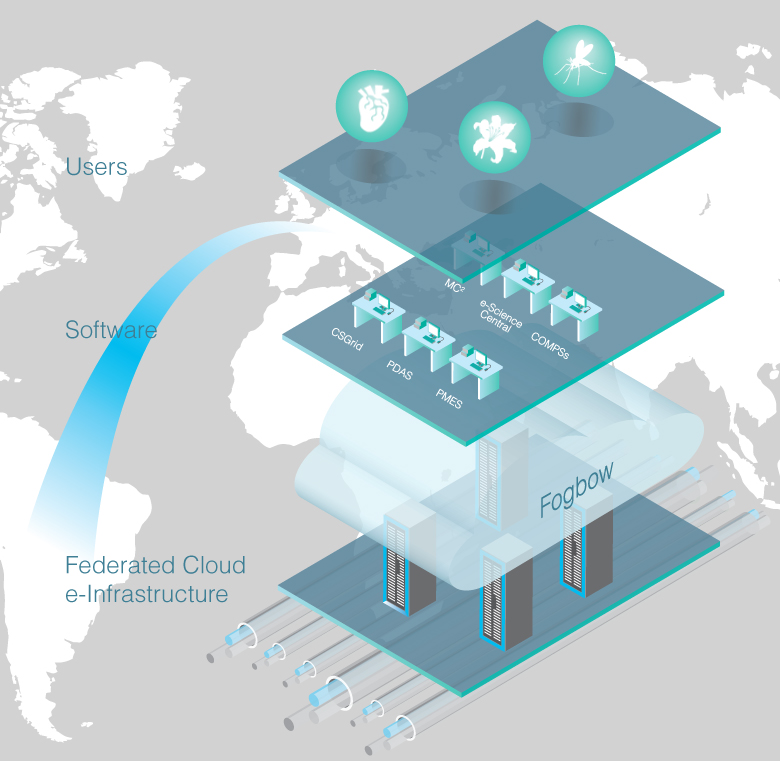 Users
MC²
e-Science
Central
COMPSs
Software
CSGrid
PDAS
PMES
Fogbow
Federated Cloud
e-Infrastructure